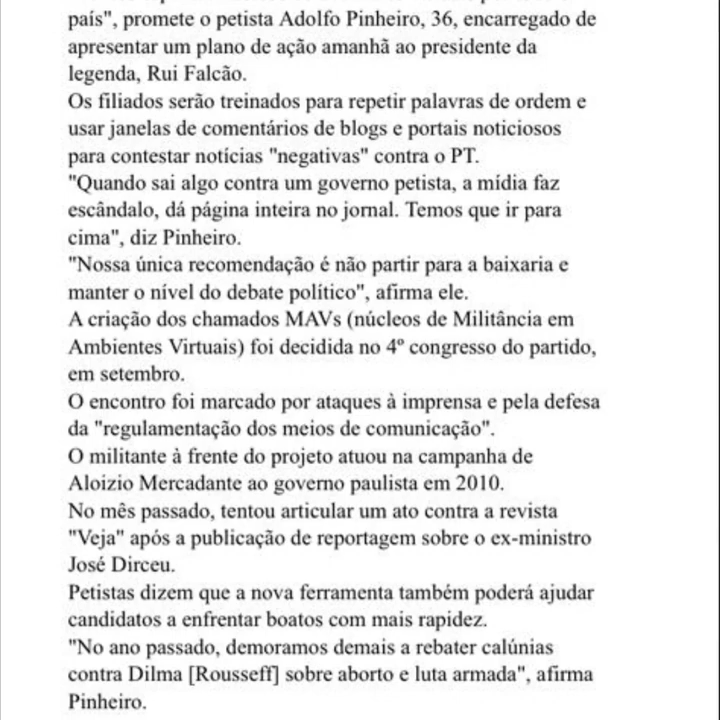 país", promete o petista Adolfo Pinheiro, 36, encarregado de
apresentar um plano de ação amanhã ao presidente da
legenda, Rui Falcão.
Os filiados serão treinados para repetir palavras de ordem e
usar janelas de comentários de blogs e portais noticiosos
para contestar notícias "negativas" contra o PT.
"Quando sai algo contra um governo petista, a mídia faz
escândalo, dá página inteira no jornal. Temos que ir para
cima", diz Pinheiro.
"Nossa única recomendação é não partir para a baixaria e
manter o nível do debate político", afirma ele.
A criação dos chamados MAVs (núcleos de Militância em
Ambientes Virtuais) foi decidida no 4º congresso do partido,
em setembro.
O encontro foi marcado por ataques à imprensa e pela defesa
da "regulamentação dos meios de comunicação".
O militante à frente do projeto atuou na campanha de
Aloizio Mercadante ao governo paulista em 2010.
No mês passado, tentou articular um ato contra a revista
"Veja" após a publicação de reportagem sobre o ex-ministro
José Dirceu.
Petistas dizem que a nova ferramenta também poderá ajudar
candidatos a enfrentar boatos com mais rapidez.
"No ano passado, demoramos demais a rebater calúnias
contra Dilma [Rousseff] sobre aborto e luta armada", afirma
Pinheiro.